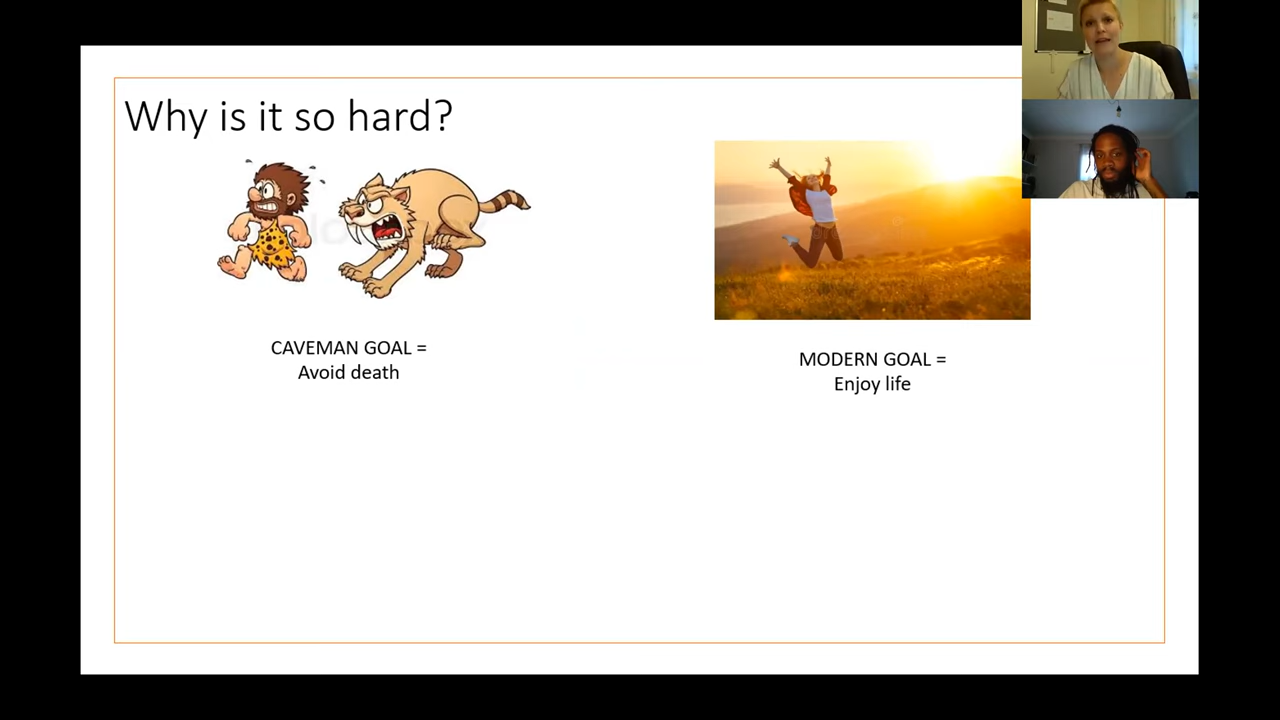 Why is it so hard?
CAVEMAN GOAL =
Avoid death
MODERN GOAL =
Enjoy life